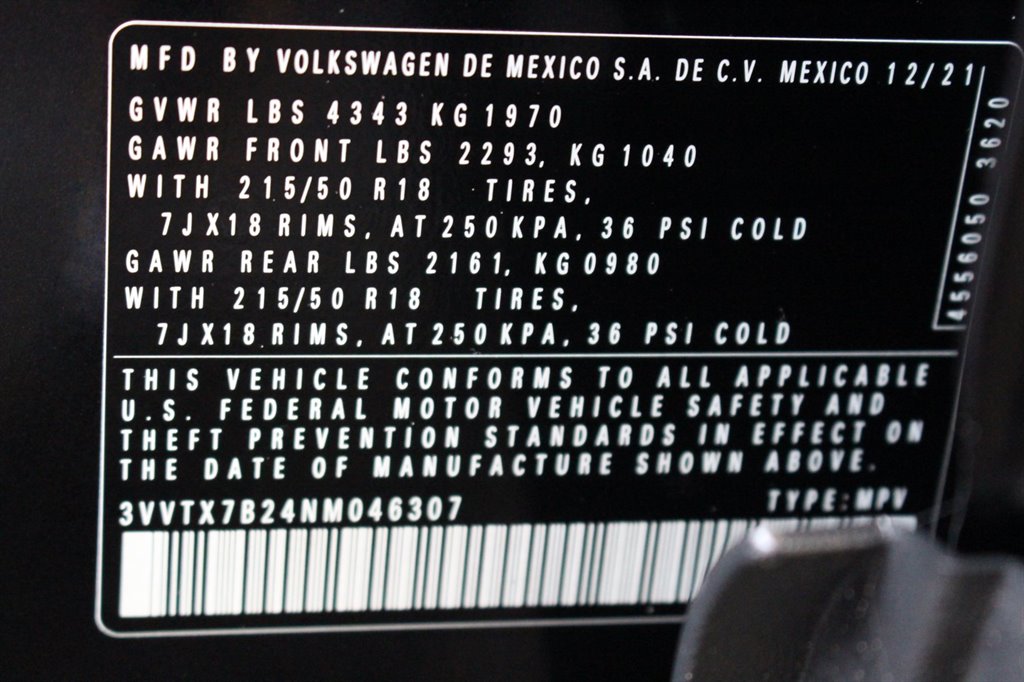 MFD BY VOLKSWAGEN DE MEXICO S.A. DE C.V. MEXICO 12/21
GVWR LBS 4343 KG 1970
GAWR FRONT LBS 2293, KG 1040
WITH 215/50 R18 TIRES,
7JX18 RIMS, AT 250 KPA, 36 PSI COLD
GAWR REAR LBS 2161, KG 0980
WITH 215/50 R18 TIRES,
7JX18 RIMS, AT 250 KPA, 36 PSI COLD
4556050 3620
THIS VEHICLE CONFORMS TO ALL APPLICABLE
U.S. FEDERAL MOTOR VEHICLE SAFETY AND
THEFT PREVENTION STANDARDS IN EFFECT ON
THE DATE OF MANUFACTURE SHOWN ABOVE.
3VVTX7B24NM046307 TYPE: MPV